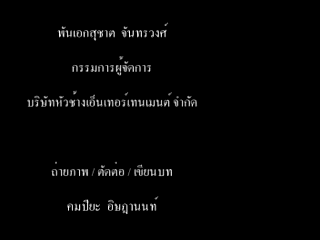 พันเอกสุชาต จันทรวงศ์
กรรมการผู้จัดการ
บริษัทหัวช้างเอ็นเทอร์เทนเมนต์ จำกัด
ถ่ายภาพ / ตัดต่อ / เขียนบท
คมปิยะ อิษฎานนท์